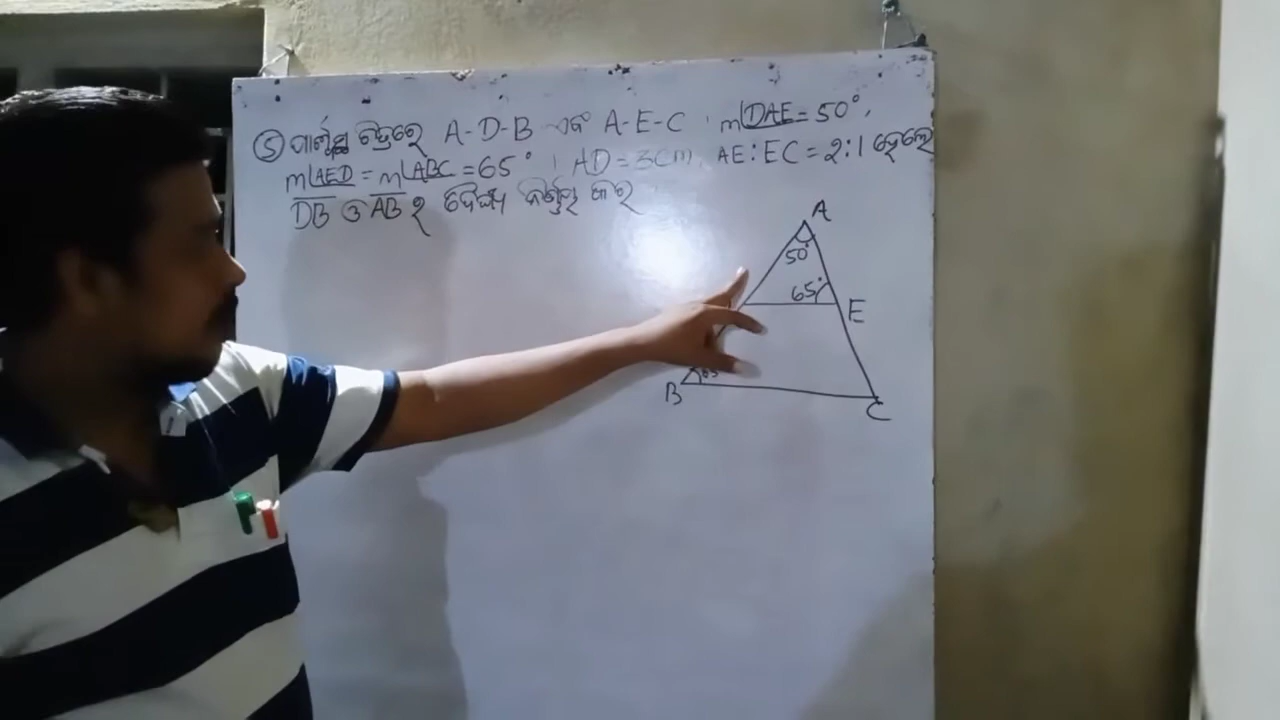 ⑤ ପାର୍ଶ୍ୱସ୍ଥ ଚିତ୍ରରେ A-D-B ଏବଂ A-E-C , m∠DAE = 50°,
m∠AED = m∠ABC = 65° , AD = 3cm, AE : EC = 2:1 ହେଲେ
DB ଓ AB ର ଦୈର୍ଘ୍ୟ ନିର୍ଣ୍ଣୟ କର
A
50°
65°
E
65°
B
C